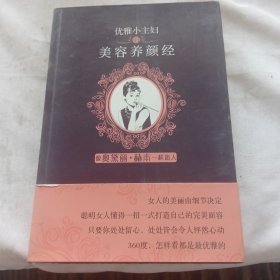 优雅小主妇
的
美容养颜经
像奥黛丽·赫本一样迷人
女人的美丽由细节决定
聪明女人懂得一招一式打造自己的完美面容
只要你处处留心，处处皆会令人怦然心动
360度，怎样看都是最优雅的